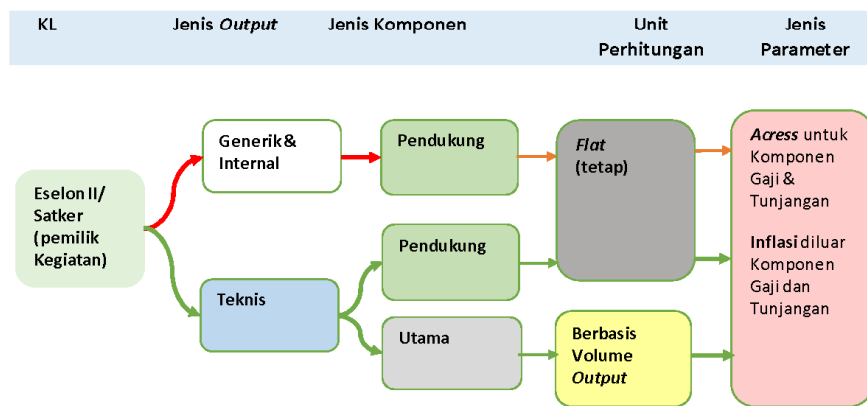 KL
Jenis Output
Jenis Komponen
Unit
Perhitungan
Jenis
Parameter
Eselon II/
Satker
(pemilik
Kegiatan)
Generik &
Internal
Teknis
Pendukung
Pendukung
Utama
Flat
(tetap)
Berbasis
Volume
Output
Acress untuk
Komponen
Gaji &
Tunjangan
Inflasi diluar
Komponen
Gaji dan
Tunjangan